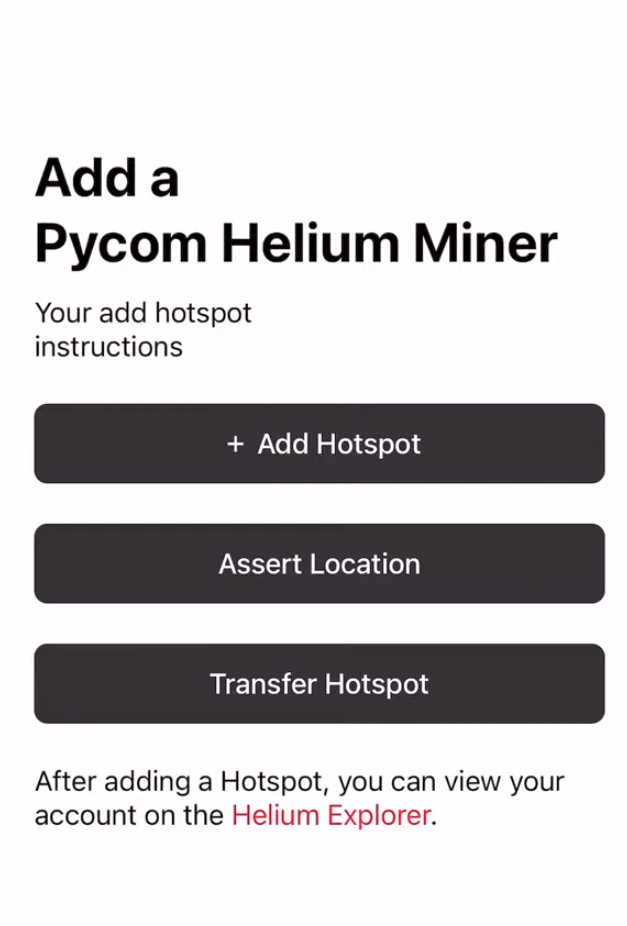 Add a
Pycom Helium Miner
Your add hotspot
instructions
+ Add Hotspot
Assert Location
Transfer Hotspot
After adding a Hotspot, you can view your
account on the Helium Explorer.